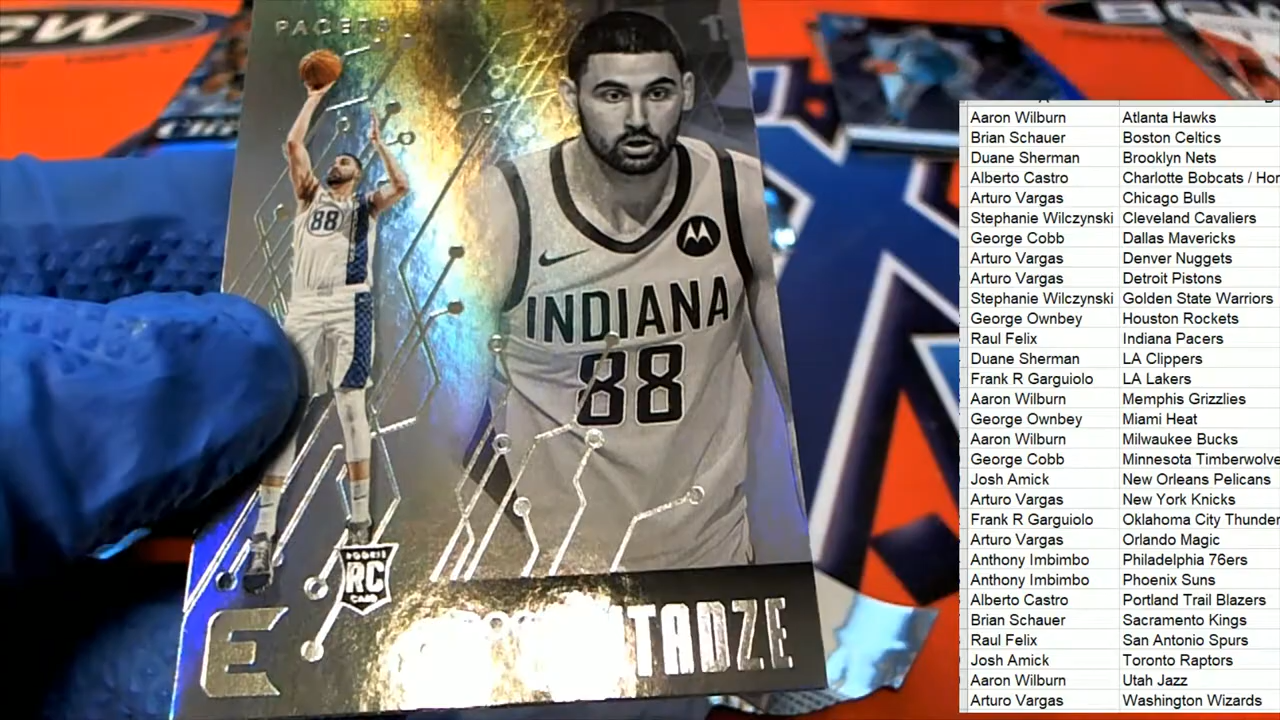 PACERS
88
INDIANA
88
ROOKIE
RC
CARD
E
TADZE
Aaron Wilburn Atlanta Hawks
Brian Schauer Boston Celtics
Duane Sherman Brooklyn Nets
Alberto Castro Charlotte Bobcats / Hor
Arturo Vargas Chicago Bulls
Stephanie Wilczynski Cleveland Cavaliers
George Cobb Dallas Mavericks
Arturo Vargas Denver Nuggets
Arturo Vargas Detroit Pistons
Stephanie Wilczynski Golden State Warriors
George Ownbey Houston Rockets
Raul Felix Indiana Pacers
Duane Sherman LA Clippers
Frank R Garguiolo LA Lakers
Aaron Wilburn Memphis Grizzlies
George Ownbey Miami Heat
Aaron Wilburn Milwaukee Bucks
George Cobb Minnesota Timberwolve
Josh Amick New Orleans Pelicans
Arturo Vargas New York Knicks
Frank R Garguiolo Oklahoma City Thunder
Arturo Vargas Orlando Magic
Anthony Imbimbo Philadelphia 76ers
Anthony Imbimbo Phoenix Suns
Alberto Castro Portland Trail Blazers
Brian Schauer Sacramento Kings
Raul Felix San Antonio Spurs
Josh Amick Toronto Raptors
Aaron Wilburn Utah Jazz
Arturo Vargas Washington Wizards